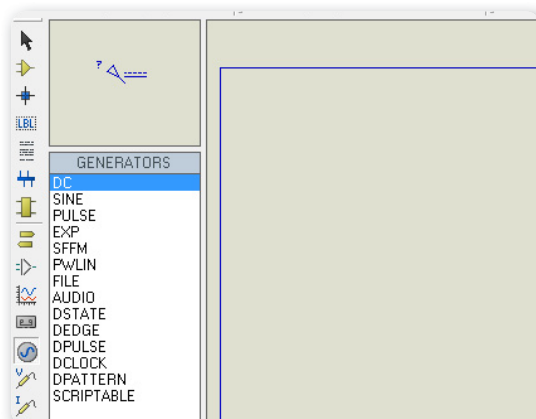 ?
LBL
GENERATORS
DC
SINE
PULSE
EXP
SFFM
PWLIN
FILE
AUDIO
DSTATE
DEDGE
DPULSE
DCLOCK
DPATTERN
SCRIPTABLE
V
I